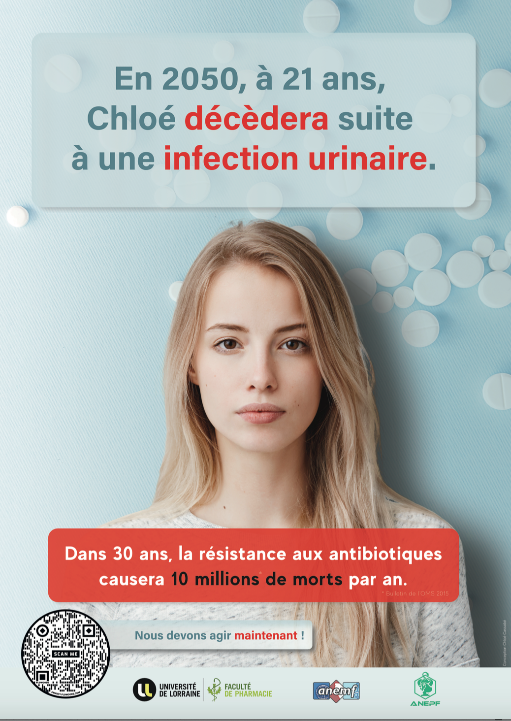 En 2050, à 21 ans,
Chloé décèdera suite
à une infection urinaire.
Dans 30 ans, la résistance aux antibiotiques
causera 10 millions* de morts par an.
Nous devons agir maintenant !
SCAN ME
UNIVERSITÉ
DE LORRAINE
FACULTÉ
DE PHARMACIE
anemf
ANEPF